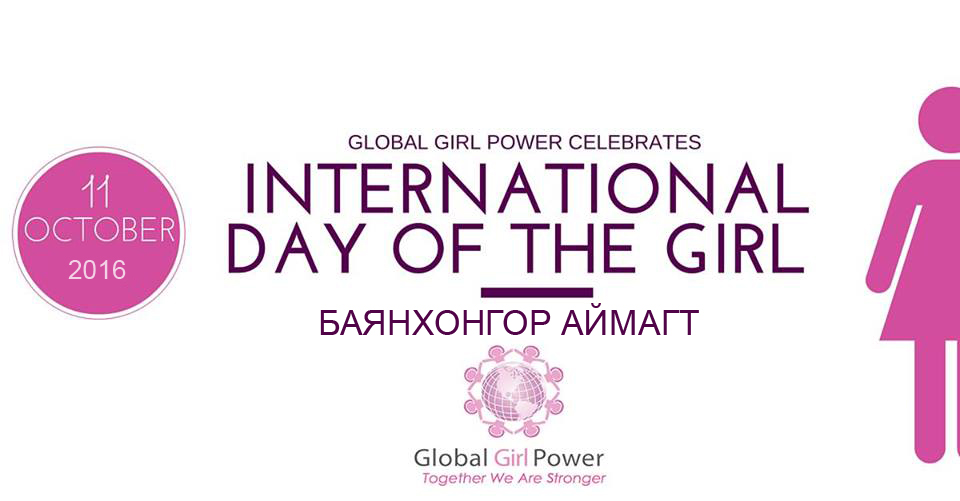 11
OCTOBER
2016
GLOBAL GIRL POWER CELEBRATES
INTERNATIONAL
DAY OF THE GIRL
БАЯНХОНГОР АЙМАГТ
Global Girl Power
Together We Are Stronger